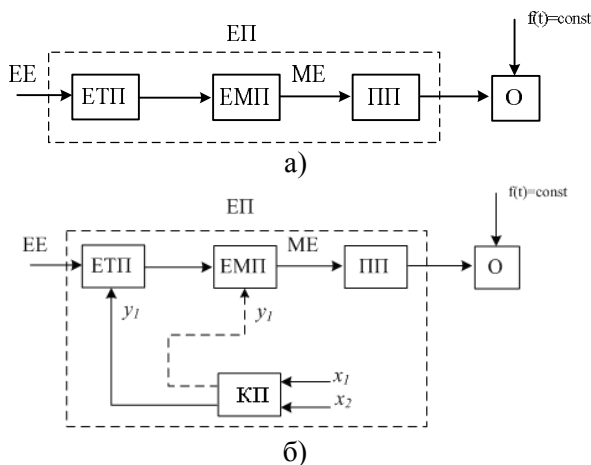 f(t)=const
ЕП
ЕЕ
МЕ
ЕТП
ЕМП
ПП
О
а)
f(t)=const
ЕП
ЕЕ
МЕ
ЕТП
ЕМП
ПП
О
y1
y1
КП
x1
x2
б)